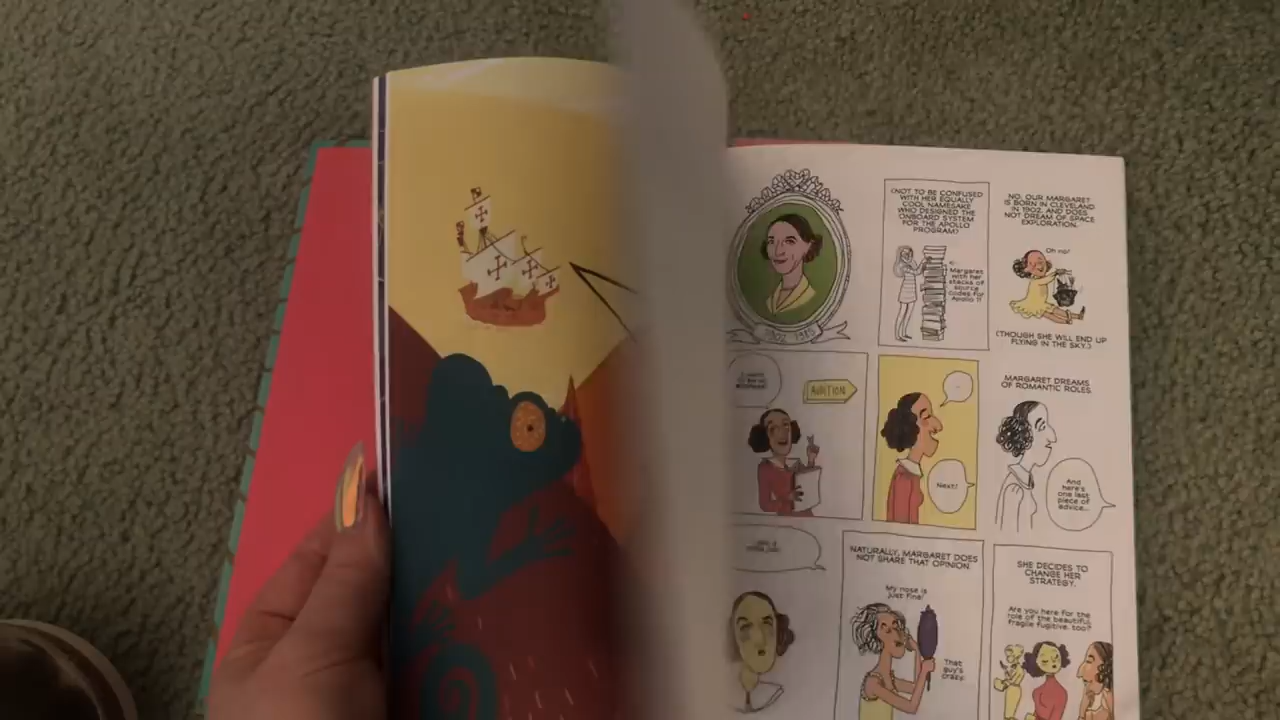 1902-1985
(NOT TO BE CONFUSED
WITH HER EQUALLY
COOL NAMESAKE
WHO DESIGNED THE
ONBOARD SYSTEM
FOR THE APOLLO
PROGRAM)
Margaret
with her
stacks of
source
codes for
Apollo 11
NO, OUR MARGARET
IS BORN IN CLEVELAND
IN 1902, AND DOES
NOT DREAM OF SPACE
EXPLORATION.
Oh no!
(THOUGH SHE WILL END UP
FLYING IN THE SKY.)
AUDITION
Next!
MARGARET DREAMS
OF ROMANTIC ROLES.
And
here's
one last
piece of
advice...
NATURALLY, MARGARET DOES
NOT SHARE THAT OPINION.
My nose is
just fine!
That
guy's
crazy.
SHE DECIDES TO
CHANGE HER
STRATEGY.
Are you here for the
role of the beautiful,
fragile fugitive, too?